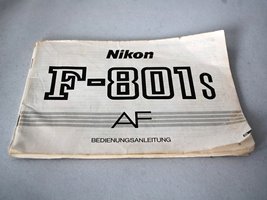 Nikon
F-801s
AF
BEDIENUNGSANLEITUNG